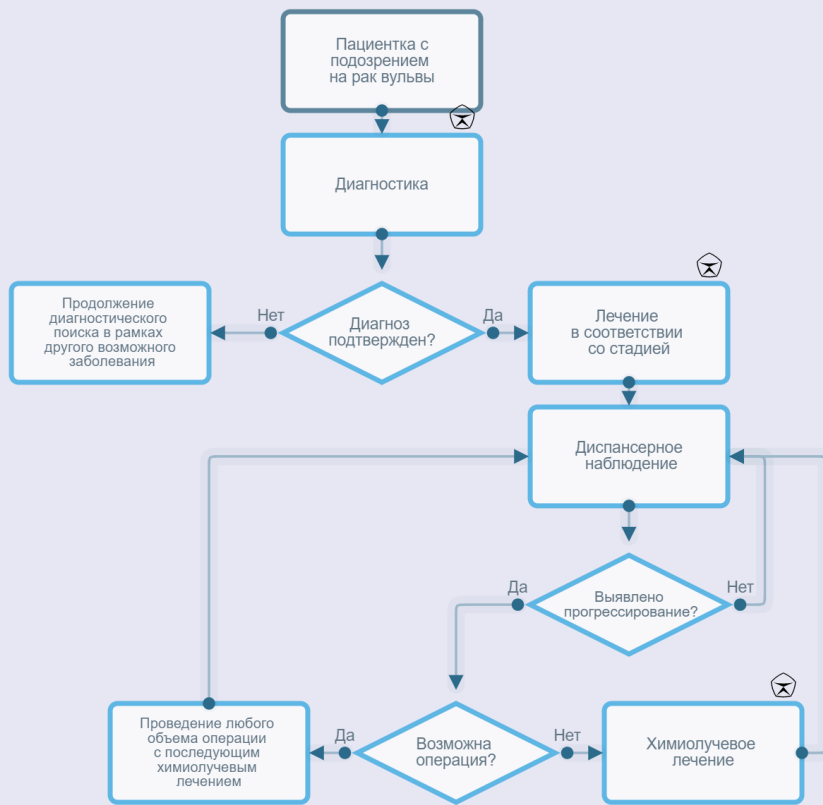 Пациентка с
подозрением
на рак вульвы
Диагностика
Продолжение
диагностического
поиска в рамках
другого возможного
заболевания
Нет
Диагноз
подтвержден?
Да
Лечение
в соответствии
со стадией
Диспансерное
наблюдение
Да
Выявлено
прогрессирование?
Нет
Проведение любого
объема операции
с последующим
химиолучевым
лечением
Да
Возможна
операция?
Нет
Химиолучевое
лечение